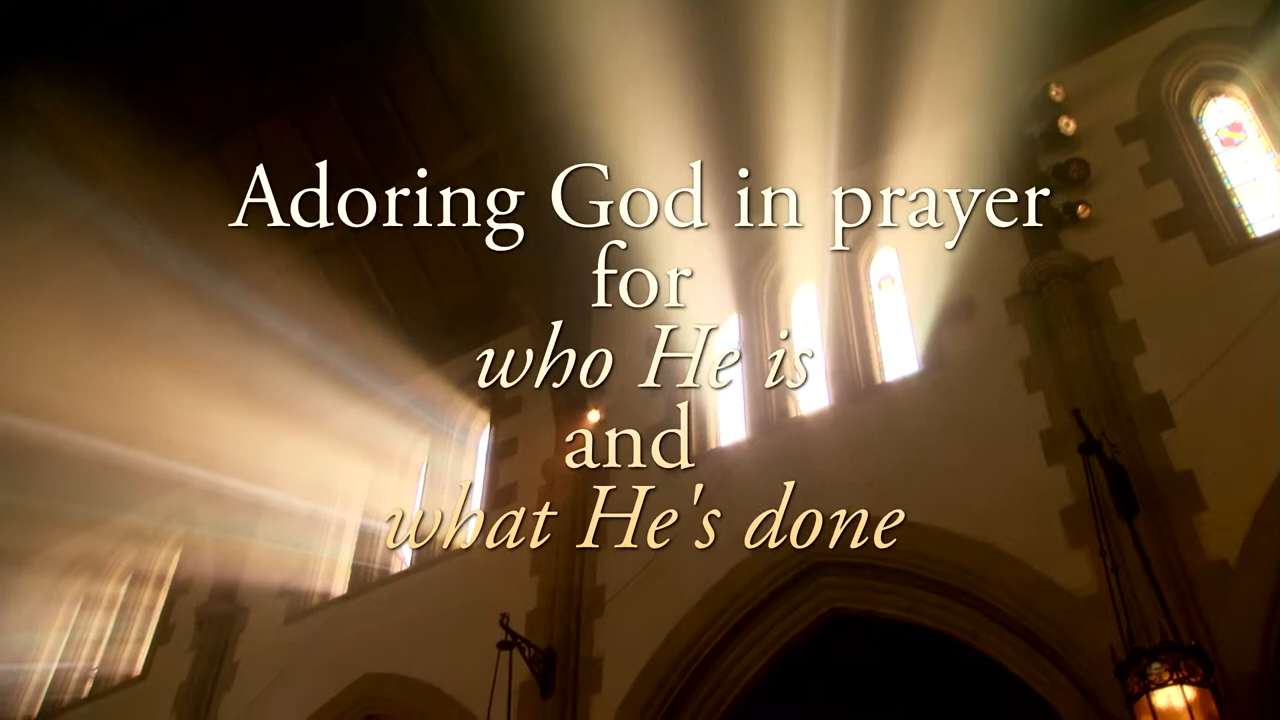 Adoring God in prayer
for
who He is
and
what He's done